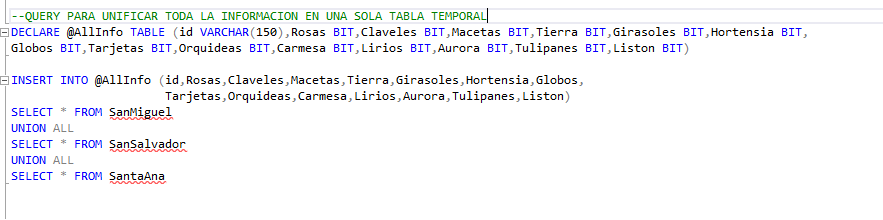 --QUERY PARA UNIFICAR TODA LA INFORMACION EN UNA SOLA TABLA TEMPORAL
DECLARE @AllInfo TABLE (id VARCHAR(150),Rosas BIT,Claveles BIT,Macetas BIT,Tierra BIT,Girasoles BIT,Hortensia BIT,
Globos BIT,Tarjetas BIT,Orquideas BIT,Carmesa BIT,Lirios BIT,Aurora BIT,Tulipanes BIT,Liston BIT)
INSERT INTO @AllInfo (id,Rosas,Claveles,Macetas,Tierra,Girasoles,Hortensia,Globos,
Tarjetas,Orquideas,Carmesa,Lirios,Aurora,Tulipanes,Liston)
SELECT * FROM SanMiguel
UNION ALL
SELECT * FROM SanSalvador
UNION ALL
SELECT * FROM SantaAna